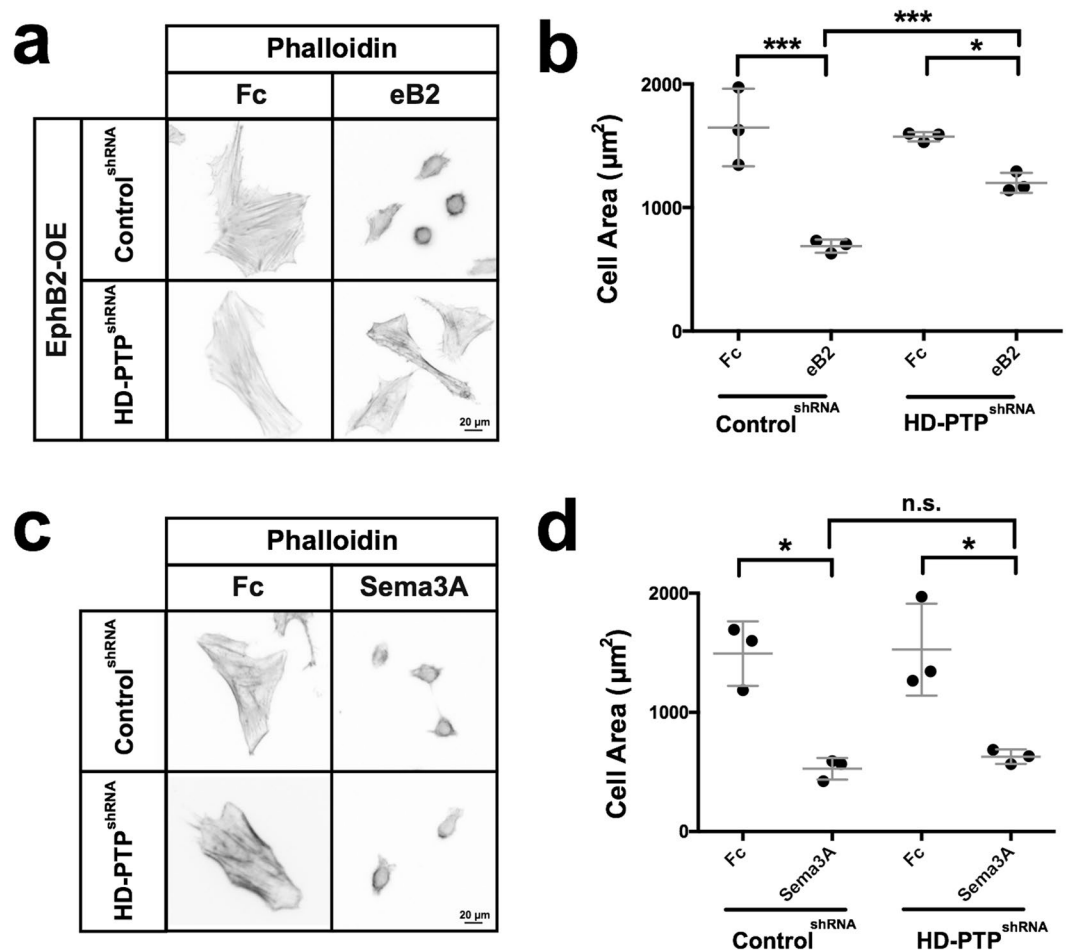 a
Phalloidin
Fc eB2
EphB2-OE
Control shRNA
HD-PTP shRNA
20 µm
b
***
***
*
Cell Area (µm²)
2000
1000
0
Fc eB2 Fc eB2
Control shRNA HD-PTP shRNA
c
Phalloidin
Fc Sema3A
Control shRNA
HD-PTP shRNA
20 µm
d
n.s.
* *
Cell Area (µm²)
2000
1000
0
Fc Sema3A Fc Sema3A
Control shRNA HD-PTP shRNA